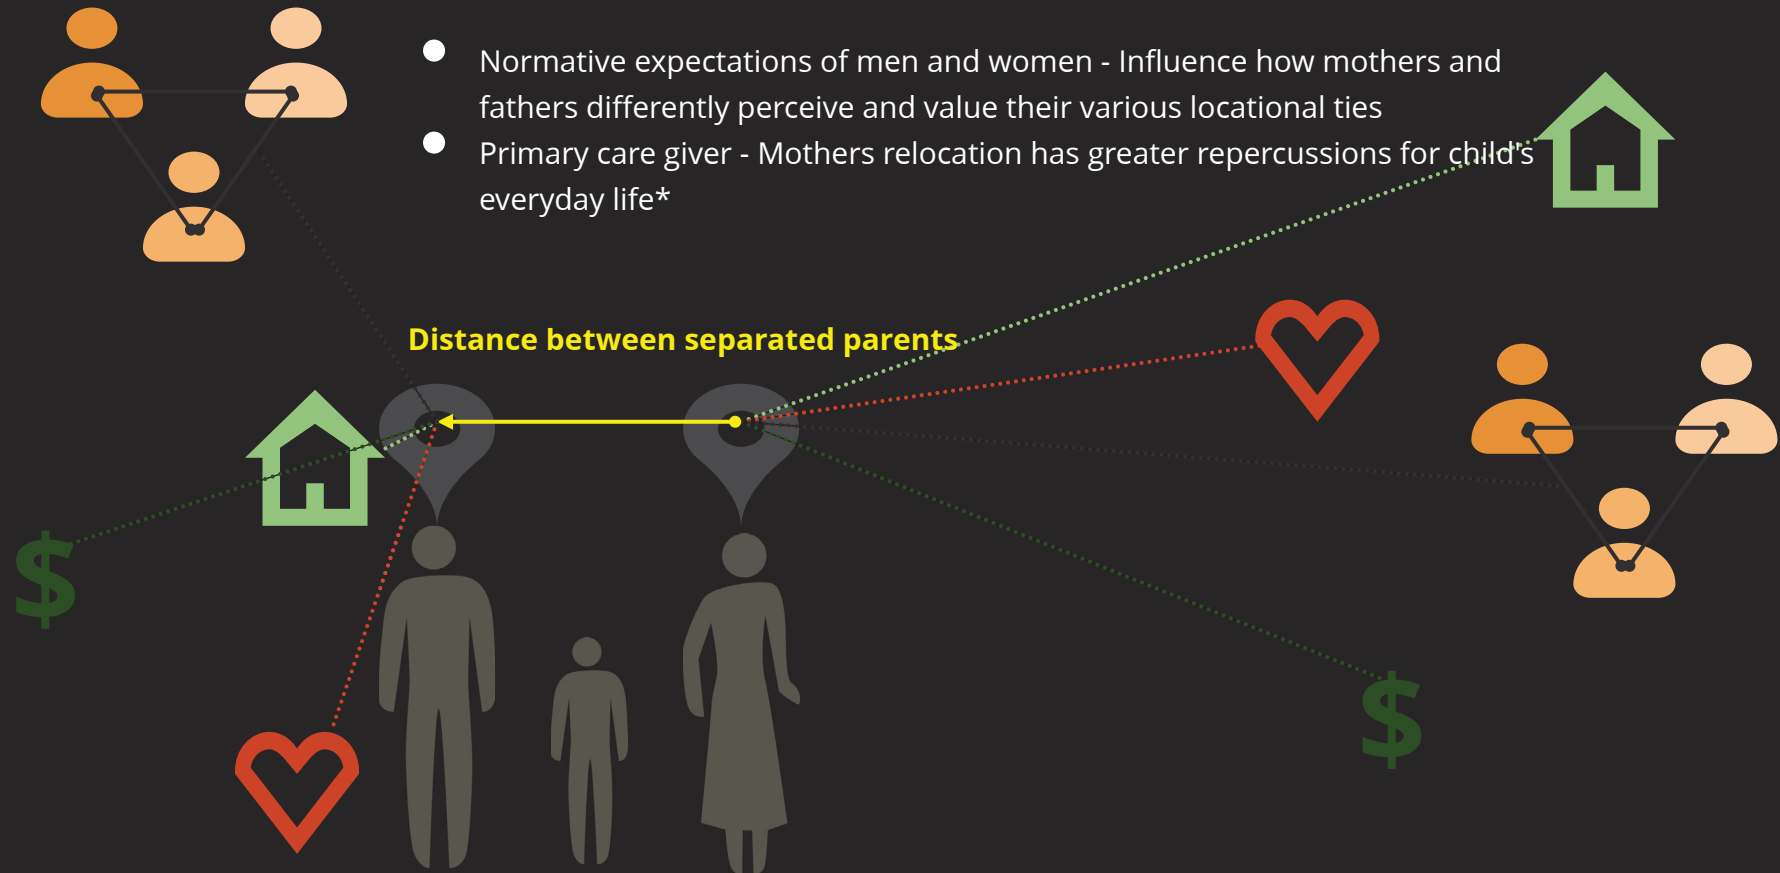 Normative expectations of men and women - Influence how mothers and
fathers differently perceive and value their various locational ties
Primary care giver - Mothers relocation has greater repercussions for child's
everyday life*
Distance between separated parents
$
$